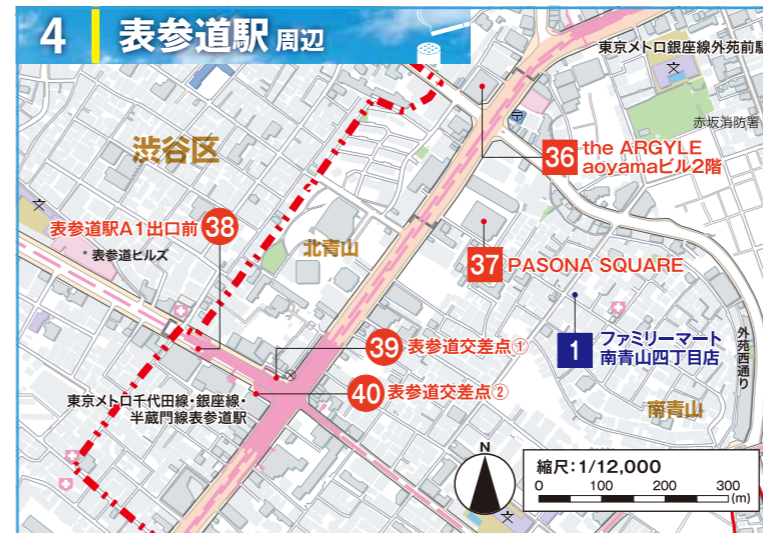 4 表参道駅 周辺
東京メトロ銀座線外苑前駅
文
赤坂消防署
渋谷区
36 the ARGYLE
aoyamaビル2階
文
表参道駅A1出口前 38
表参道ヒルズ
北青山
37 PASONA SQUARE
39 表参道交差点①
1 ファミリーマート
南青山四丁目店
外苑西通り
40 表参道交差点②
東京メトロ千代田線・銀座線・
半蔵門線表参道駅
南青山
N
縮尺:1/12,000
0 100 200 300
(m)
文